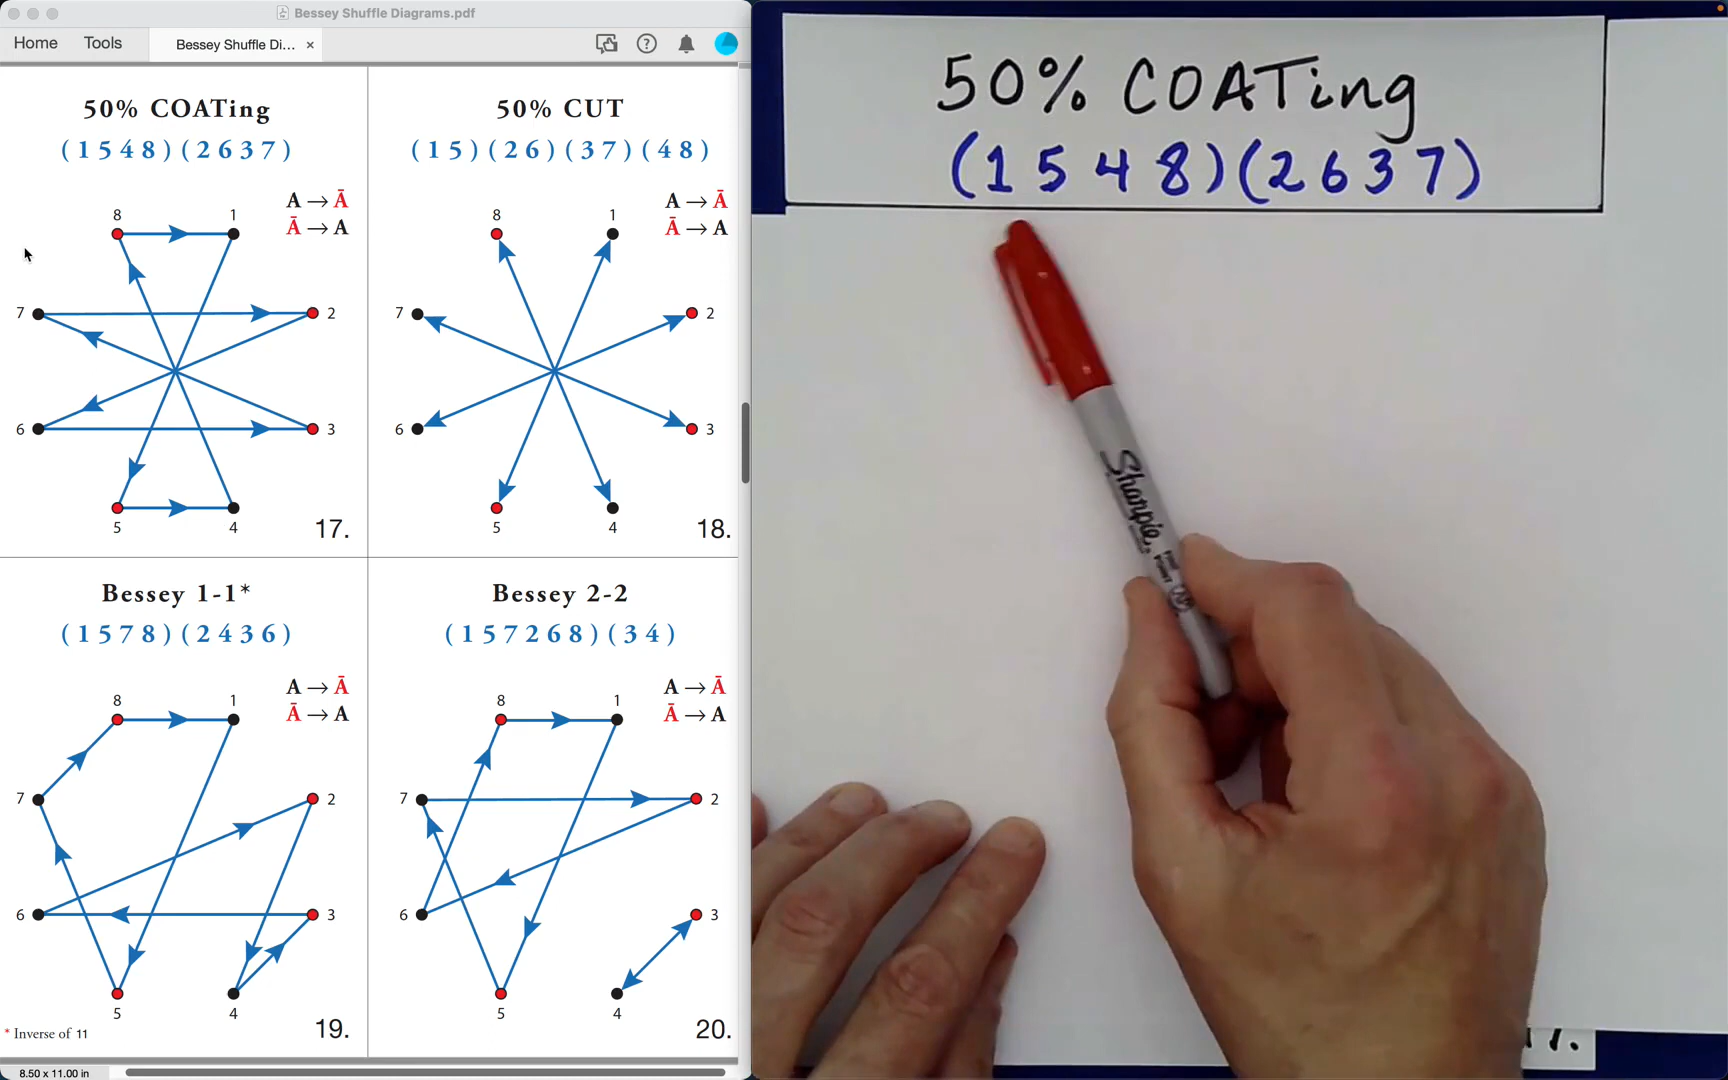 Bessey Shuffle Diagrams.pdf
Home Tools Bessey Shuffle Di... ×
50% COATing
(1548)(2637)
A → Ā
Ā → A
8 1
7 2
6 3
5 4
17.
50% CUT
(15)(26)(37)(48)
A → Ā
Ā → A
8 1
7 2
6 3
5 4
18.
Bessey 1-1*
(1578)(2436)
A → Ā
Ā → A
8 1
7 2
6 3
5 4
* Inverse of 11
19.
Bessey 2-2
(157268)(34)
A → Ā
Ā → A
8 1
7 2
6 3
5 4
20.
8.50 x 11.00 in
50% COATing
(1548)(2637)
Sharpie